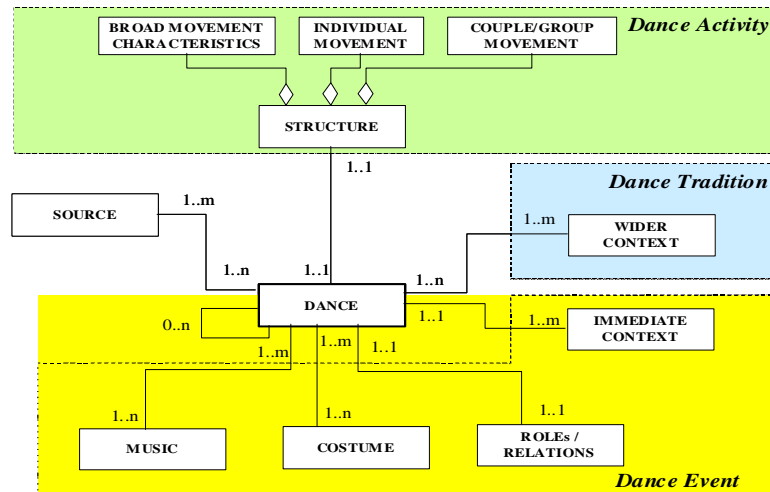 Dance Activity
BROAD MOVEMENT
CHARACTERISTICS
INDIVIDUAL
MOVEMENT
COUPLE/GROUP
MOVEMENT
STRUCTURE
1..1
Dance Tradition
SOURCE
1..m
1..m
WIDER
CONTEXT
1..n
1..1
1..n
DANCE
0..n
1..1
1..m
IMMEDIATE
CONTEXT
1..m
1..m
1..1
1..n
1..n
1..1
MUSIC
COSTUME
ROLEs /
RELATIONS
Dance Event